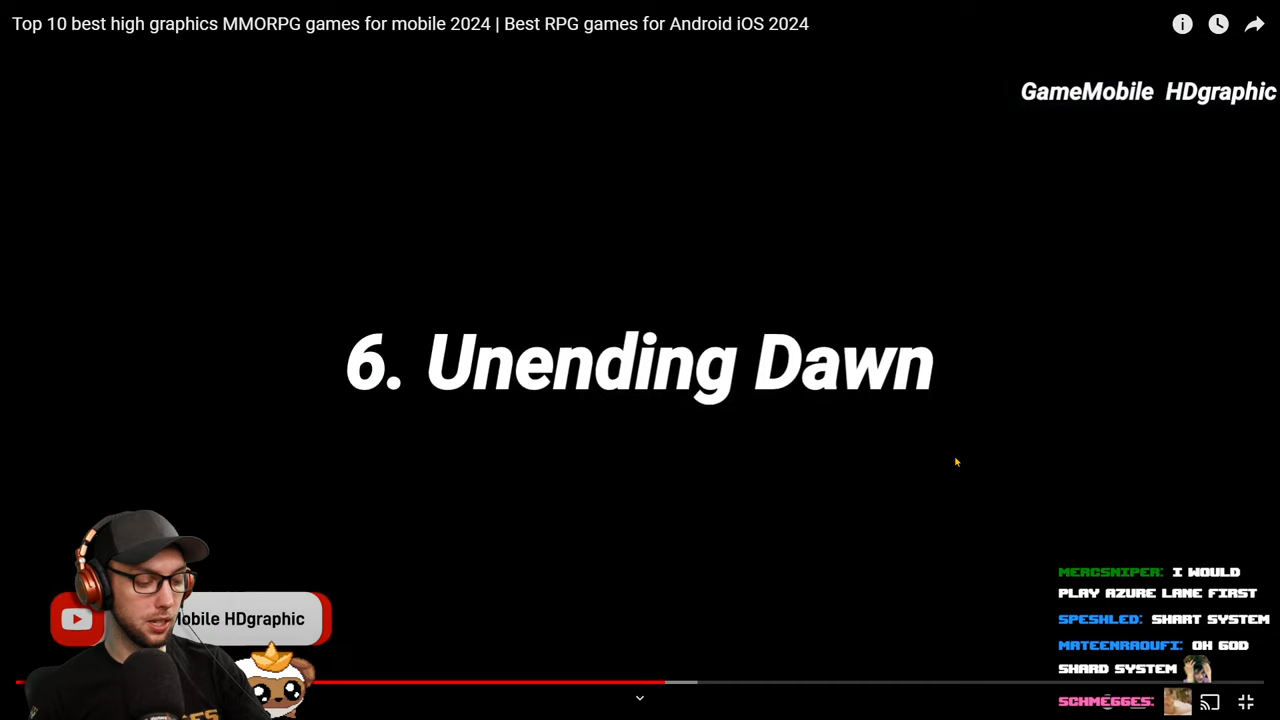 Top 10 best high graphics MMORPG games for mobile 2024 | Best RPG games for Android iOS 2024
GameMobile HDgraphic
6. Unending Dawn
MERCSNIPER: I WOULD
PLAY AZURE LANE FIRST
SPESHLED: SHART SYSTEM
MATEENRAOUFI: OH GOD
SHARD SYSTEM
Mobile HDgraphic
SCHMEGGES: